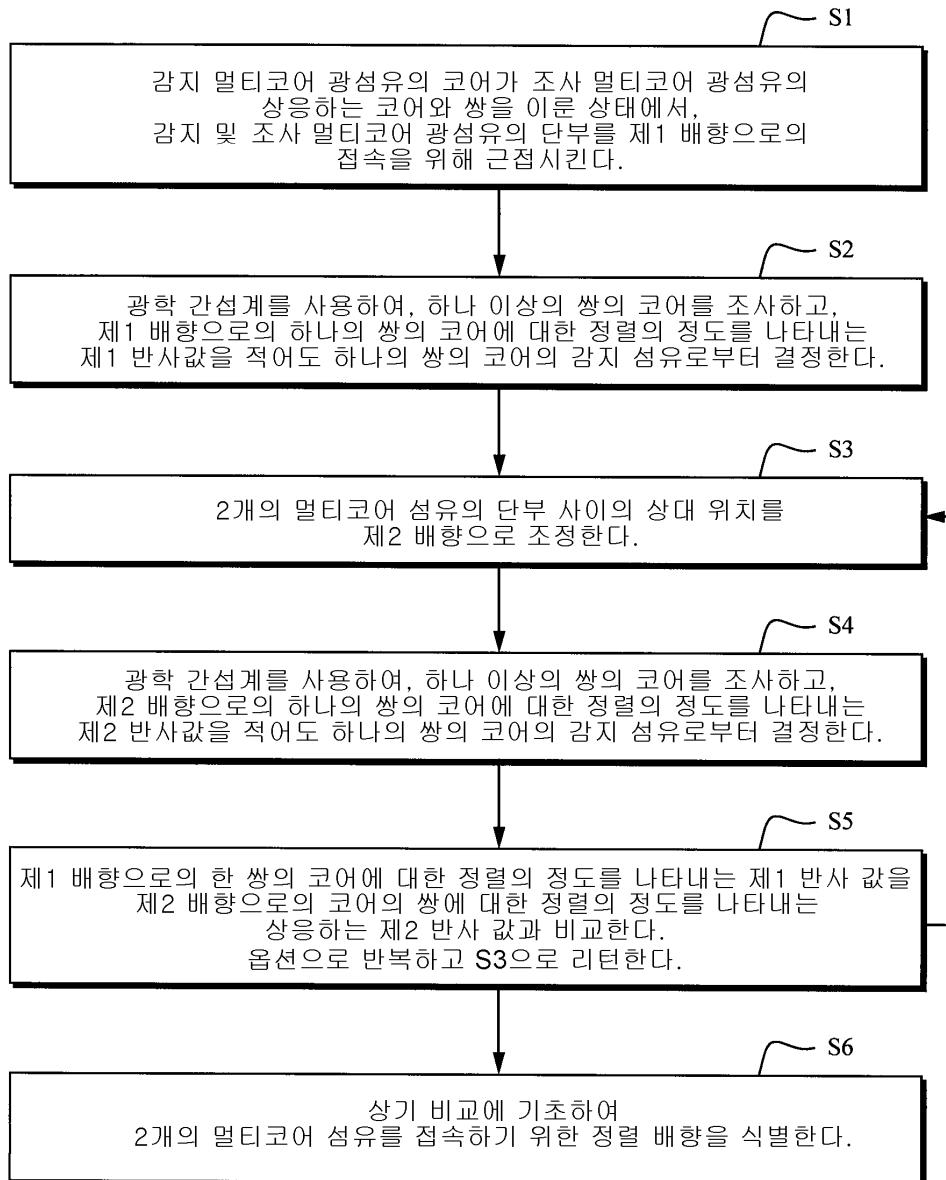 S1
감지 멀티코어 광섬유의 코어가 조사 멀티코어 광섬유의
상응하는 코어와 쌍을 이룬 상태에서,
감지 및 조사 멀티코어 광섬유의 단부를 제1 배향으로의
접속을 위해 근접시킨다.
S2
광학 간섭계를 사용하여, 하나 이상의 쌍의 코어를 조사하고,
제1 배향으로의 하나의 쌍의 코어에 대한 정렬의 정도를 나타내는
제1 반사값을 적어도 하나의 쌍의 코어의 감지 섬유로부터 결정한다.
S3
2개의 멀티코어 섬유의 단부 사이의 상대 위치를
제2 배향으로 조정한다.
S4
광학 간섭계를 사용하여, 하나 이상의 쌍의 코어를 조사하고,
제2 배향으로의 하나의 쌍의 코어에 대한 정렬의 정도를 나타내는
제2 반사값을 적어도 하나의 쌍의 코어의 감지 섬유로부터 결정한다.
S5
제1 배향으로의 한 쌍의 코어에 대한 정렬의 정도를 나타내는 제1 반사 값을
제2 배향으로의 코어의 쌍에 대한 정렬의 정도를 나타내는
상응하는 제2 반사 값과 비교한다.
옵션으로 반복하고 S3으로 리턴한다.
S6
상기 비교에 기초하여
2개의 멀티코어 섬유를 접속하기 위한 정렬 배향을 식별한다.